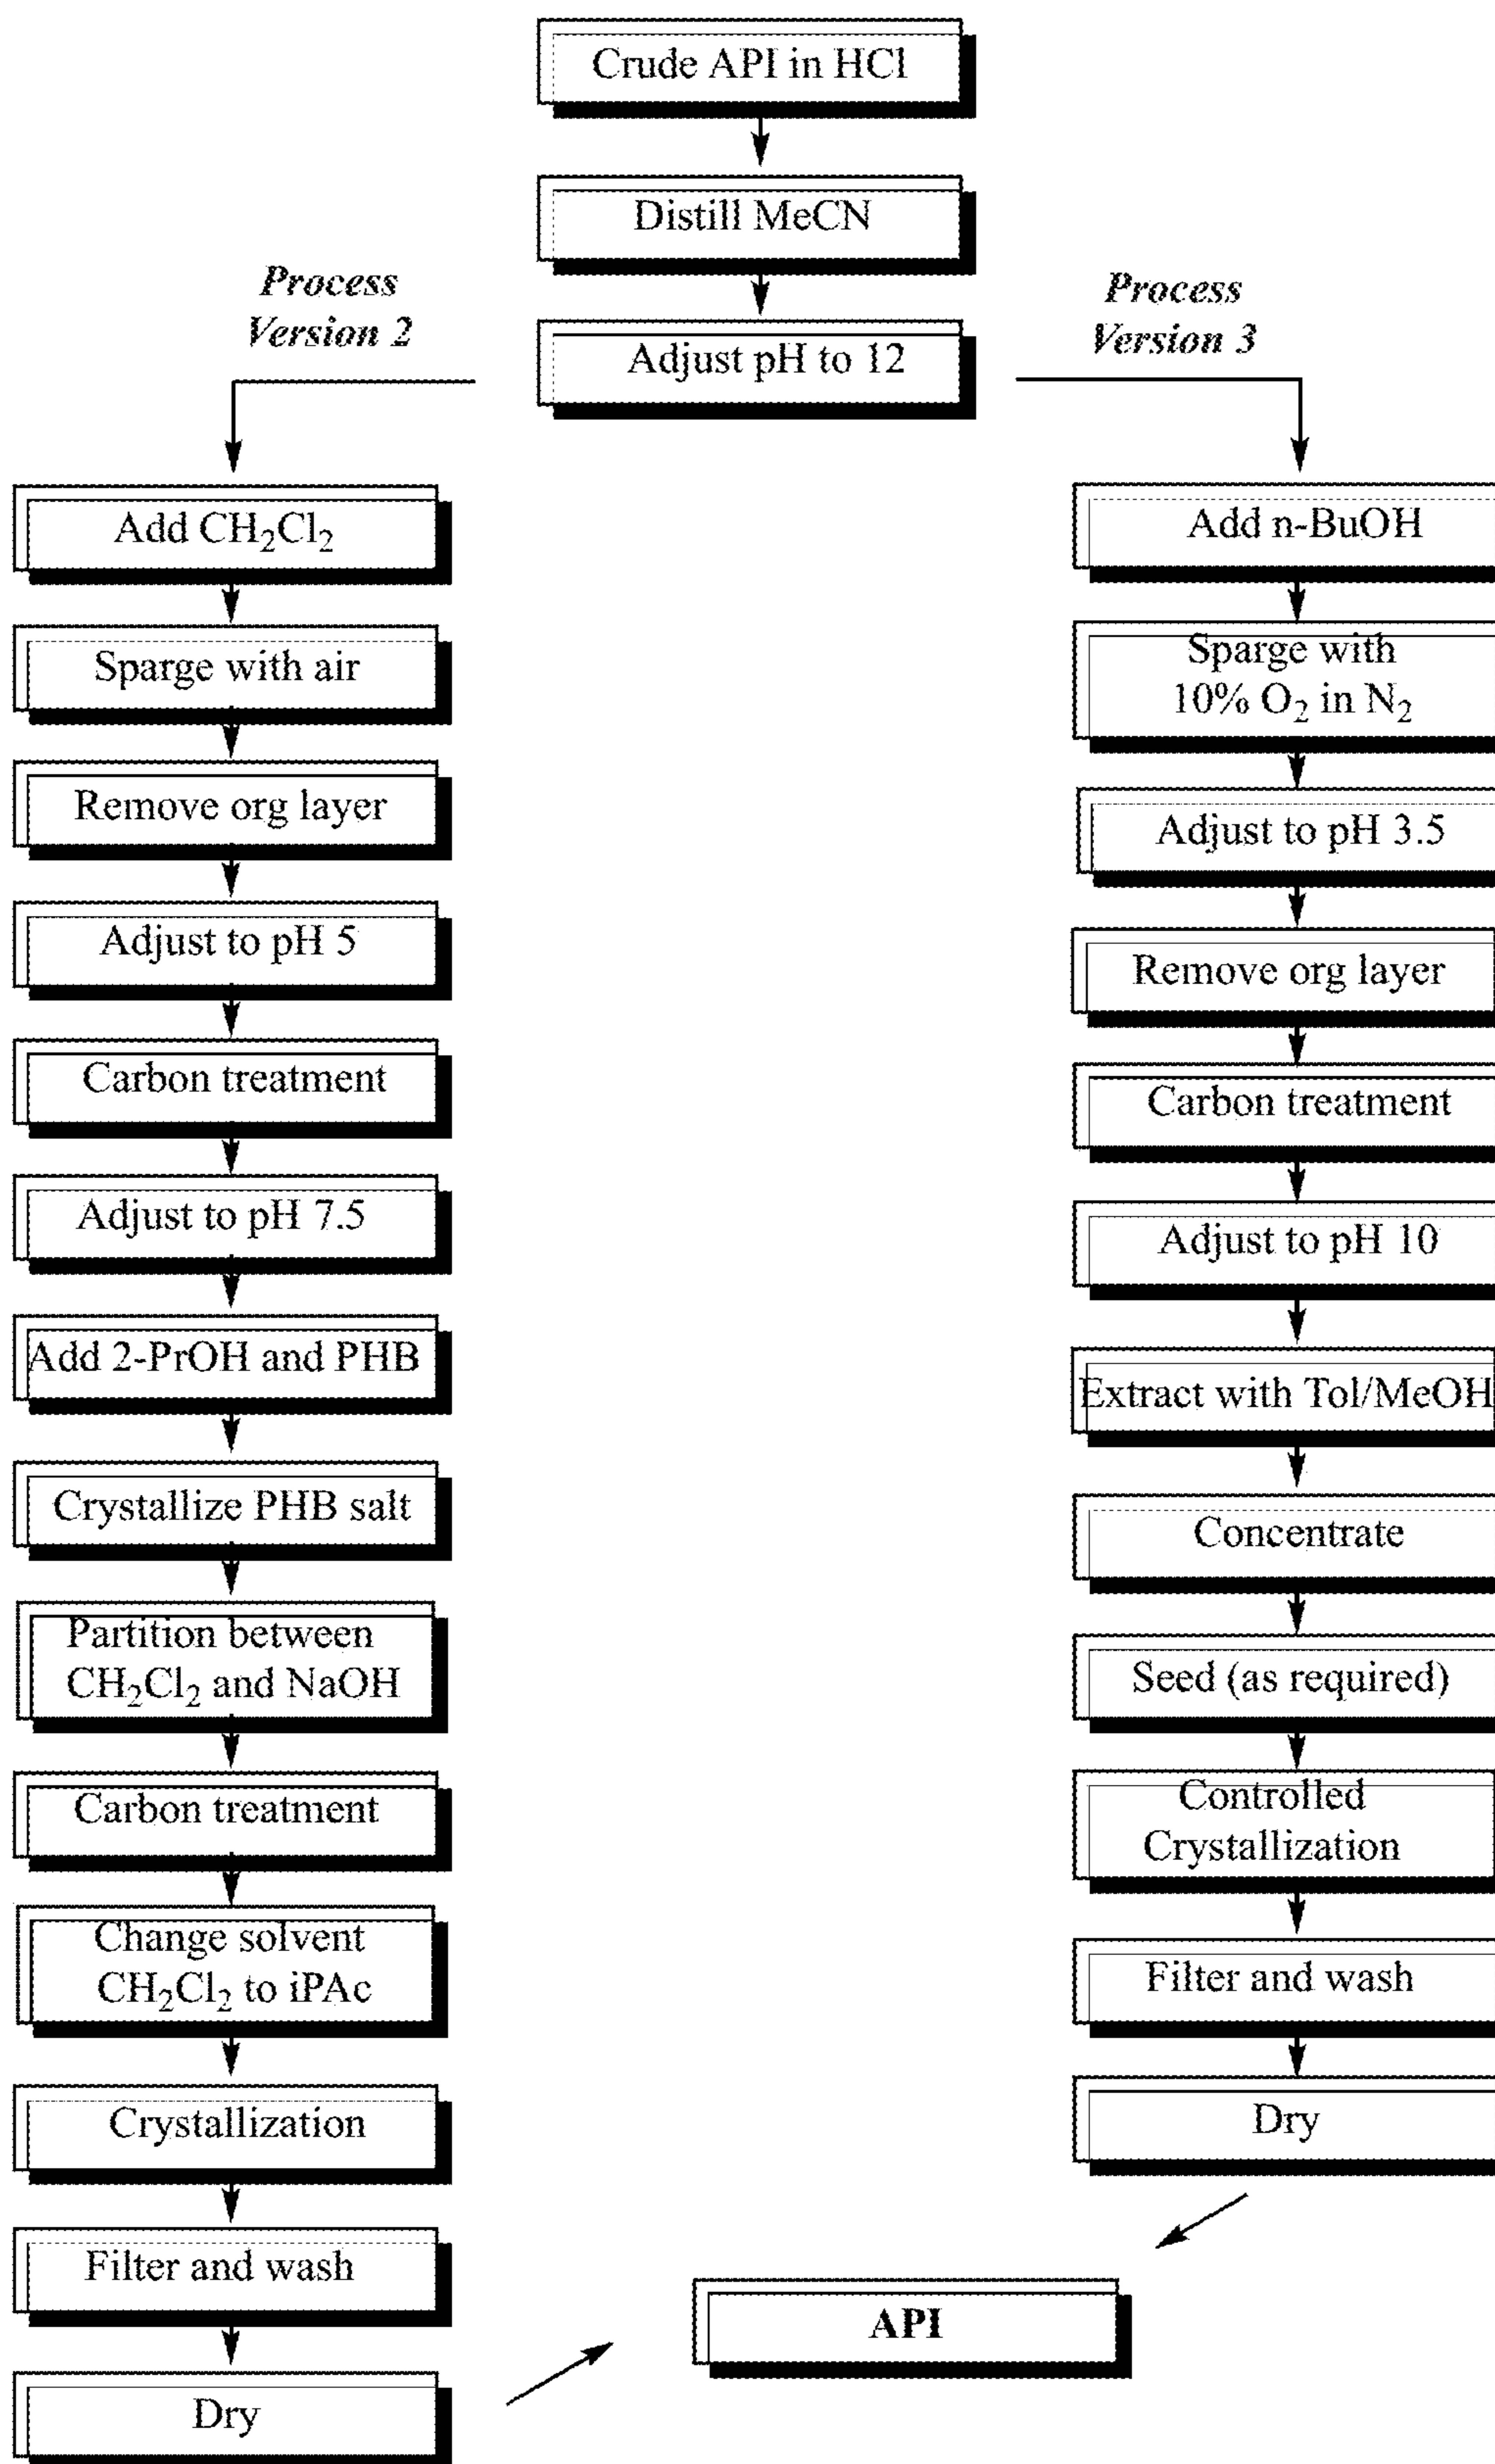 Crude API in HCl
Distill MeCN
Adjust pH to 12
Process
Version 2
Add CH₂Cl₂
Sparge with air
Remove org layer
Adjust to pH 5
Carbon treatment
Adjust to pH 7.5
Add 2-PrOH and PHB
Crystallize PHB salt
Partition between
CH₂Cl₂ and NaOH
Carbon treatment
Change solvent
CH₂Cl₂ to iPAc
Crystallization
Filter and wash
Dry
Process
Version 3
Add n-BuOH
Sparge with
10% O₂ in N₂
Adjust to pH 3.5
Remove org layer
Carbon treatment
Adjust to pH 10
Extract with Tol/MeOH
Concentrate
Seed (as required)
Controlled
Crystallization
Filter and wash
Dry
API